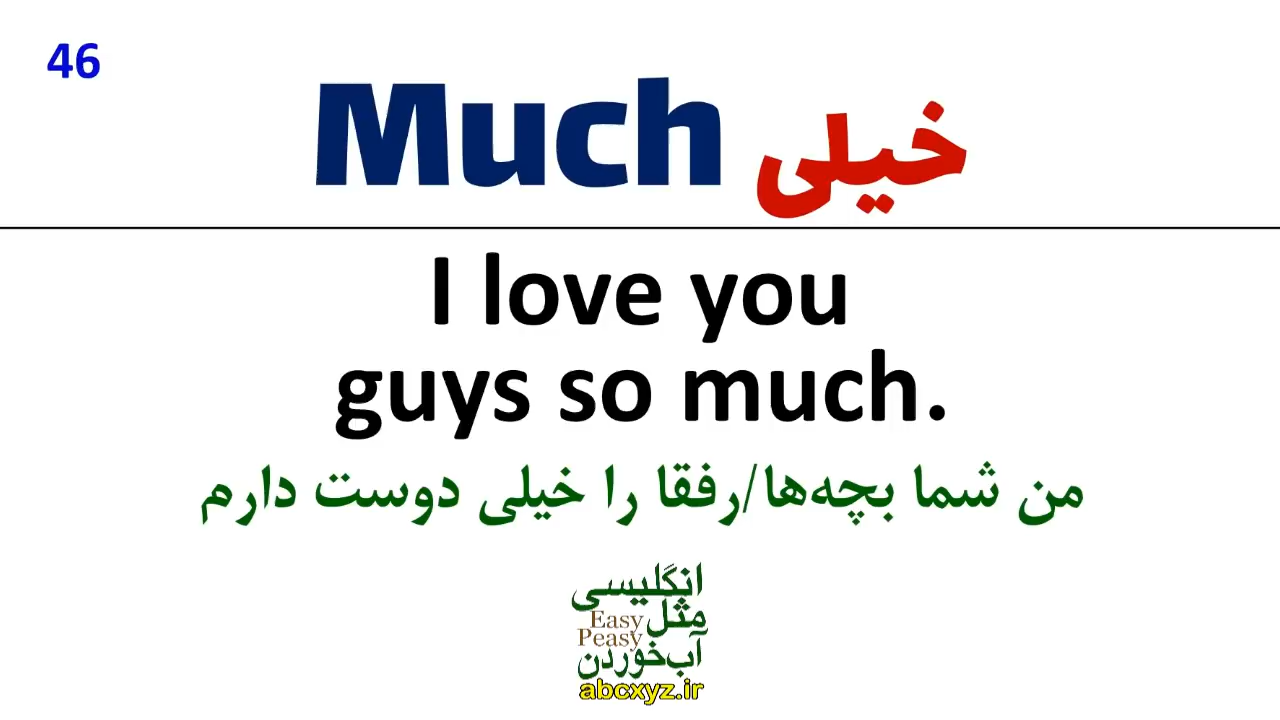 46
Much خیلی
I love you
guys so much.
من شما بچه‌ها/رفقا را خیلی دوست دارم
انگلیسی
مثل Easy
Peasy
آب‌خوردن
abcxyz.ir